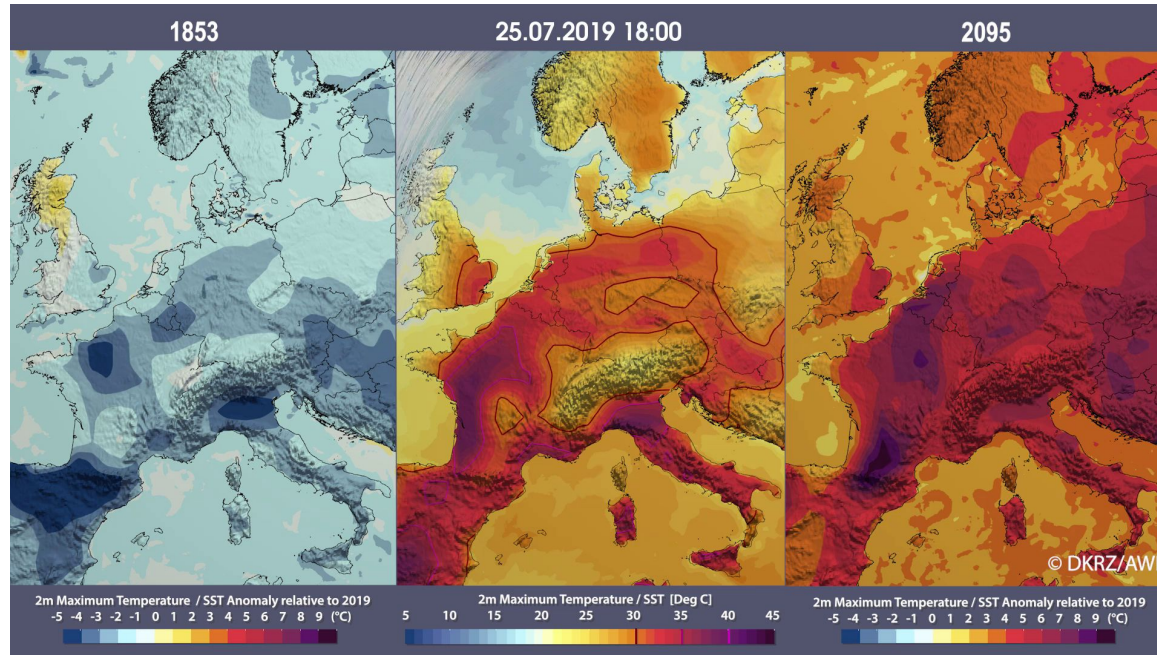 1853
25.07.2019 18:00
2095
© DKRZ/AWI
2m Maximum Temperature / SST Anomaly relative to 2019
-5 -4 -3 -2 -1 0 1 2 3 4 5 6 7 8 9 (°C)
2m Maximum Temperature / SST [Deg C]
5 10 15 20 25 30 35 40 45
2m Maximum Temperature / SST Anomaly relative to 2019
-5 -4 -3 -2 -1 0 1 2 3 4 5 6 7 8 9 (°C)